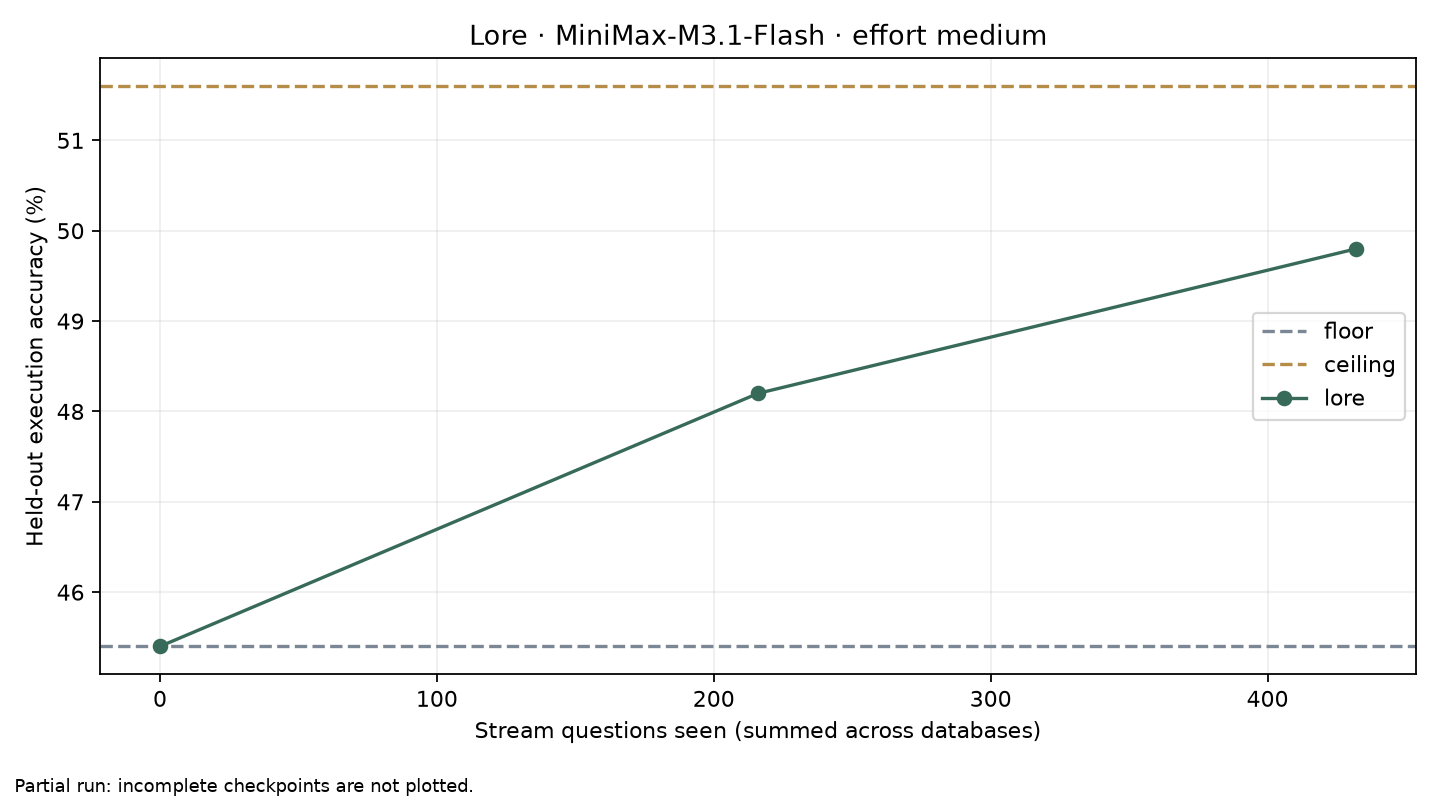 Lore · MiniMax-M3.1-Flash · effort medium
Held-out execution accuracy (%)
51
50
49
48
47
46
floor
ceiling
lore
0 100 200 300 400
Stream questions seen (summed across databases)
Partial run: incomplete checkpoints are not plotted.